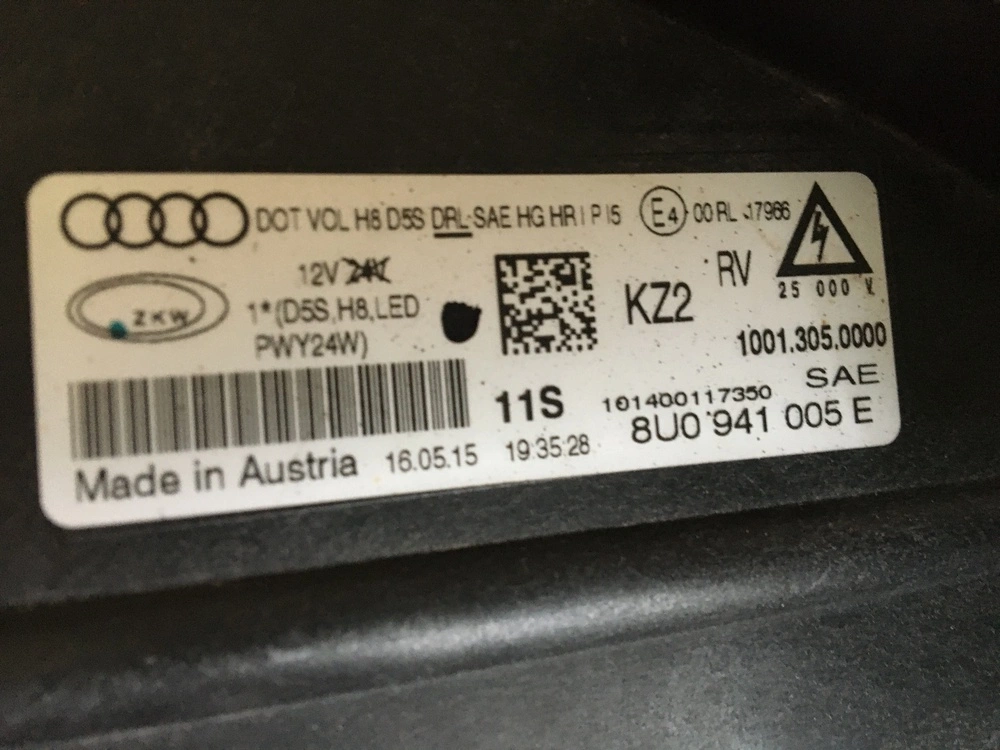 DOT VOL H8 D5S DRL SAE HG HR I P I5 E4 00 RL 17966
12V 24V
ZKW
1*(D5S,H8,LED
PWY24W)
KZ2
RV
25 000 V
1001.305.0000
11S
101400117350
SAE
8U0 941 005 E
Made in Austria 16.05.15 19:35:28